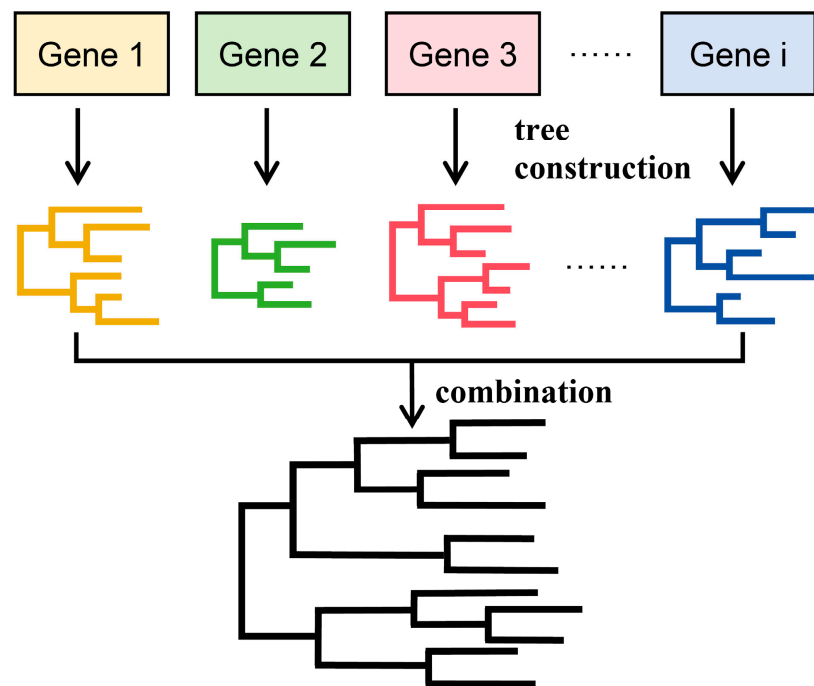 Gene 1
Gene 2
Gene 3
......
Gene i
tree
construction
......
combination